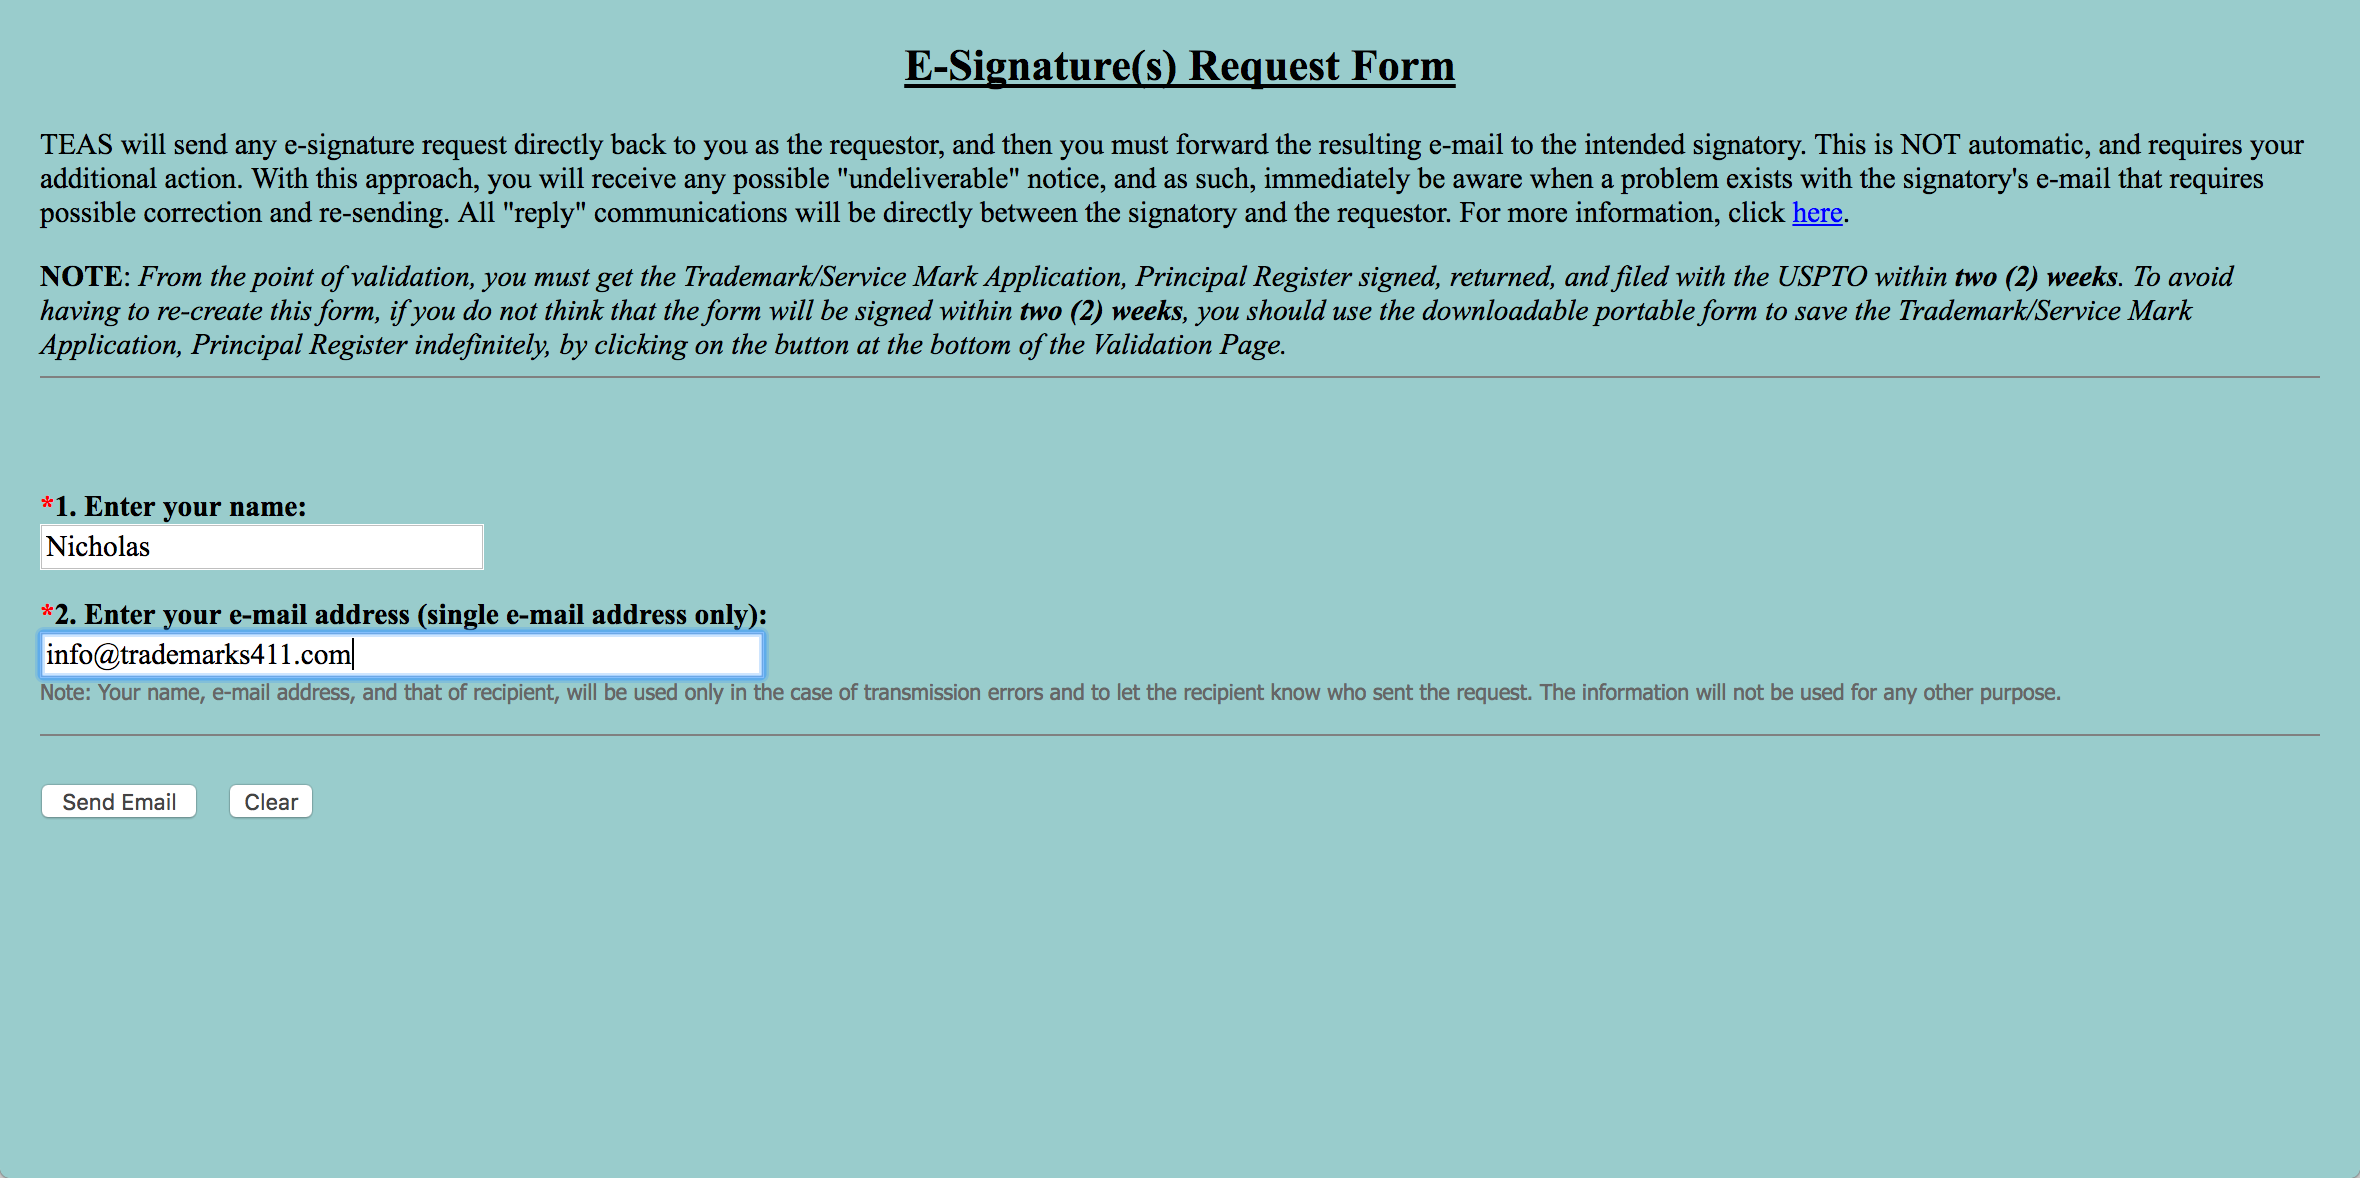 E-Signature(s) Request Form
TEAS will send any e-signature request directly back to you as the requestor, and then you must forward the resulting e-mail to the intended signatory. This is NOT automatic, and requires your
additional action. With this approach, you will receive any possible "undeliverable" notice, and as such, immediately be aware when a problem exists with the signatory's e-mail that requires
possible correction and re-sending. All "reply" communications will be directly between the signatory and the requestor. For more information, click here.
NOTE: From the point of validation, you must get the Trademark/Service Mark Application, Principal Register signed, returned, and filed with the USPTO within two (2) weeks. To avoid
having to re-create this form, if you do not think that the form will be signed within two (2) weeks, you should use the downloadable portable form to save the Trademark/Service Mark
Application, Principal Register indefinitely, by clicking on the button at the bottom of the Validation Page.
*1. Enter your name:
Nicholas
*2. Enter your e-mail address (single e-mail address only):
info@trademarks411.com
Note: Your name, e-mail address, and that of recipient, will be used only in the case of transmission errors and to let the recipient know who sent the request. The information will not be used for any other purpose.
Send Email Clear